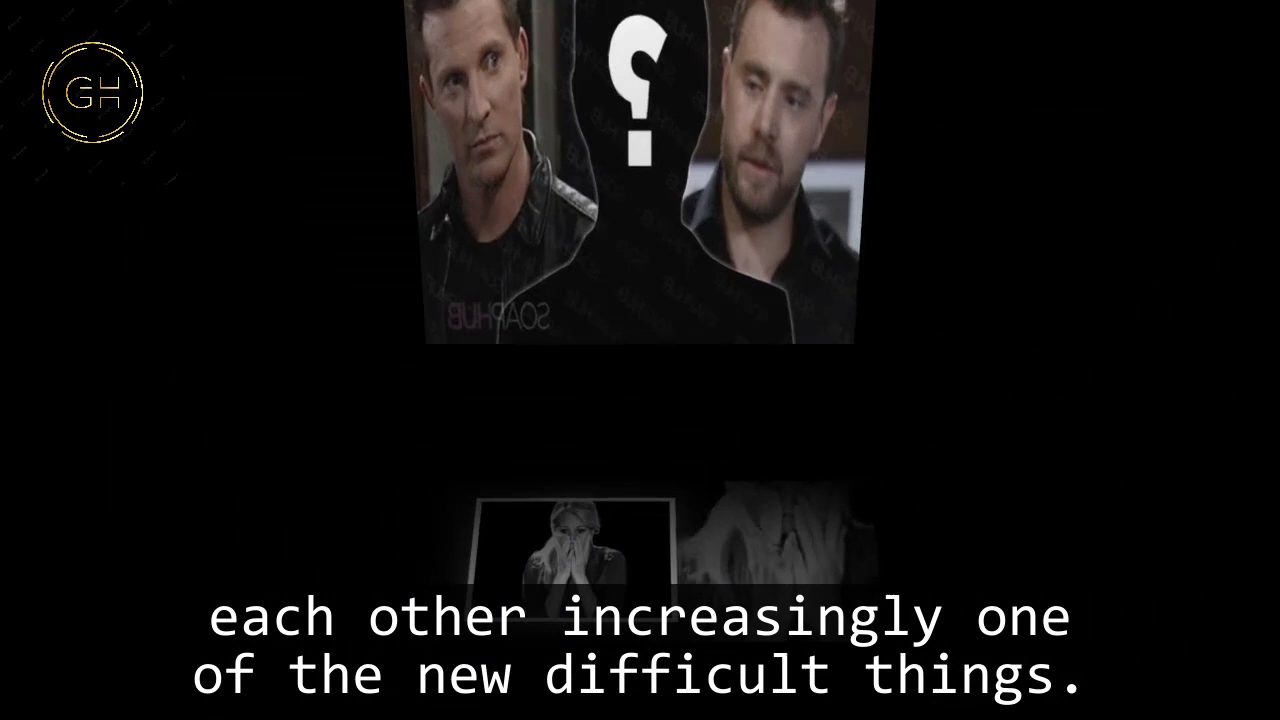 GH
?
SOAPHUB
each other increasingly one
of the new difficult things.